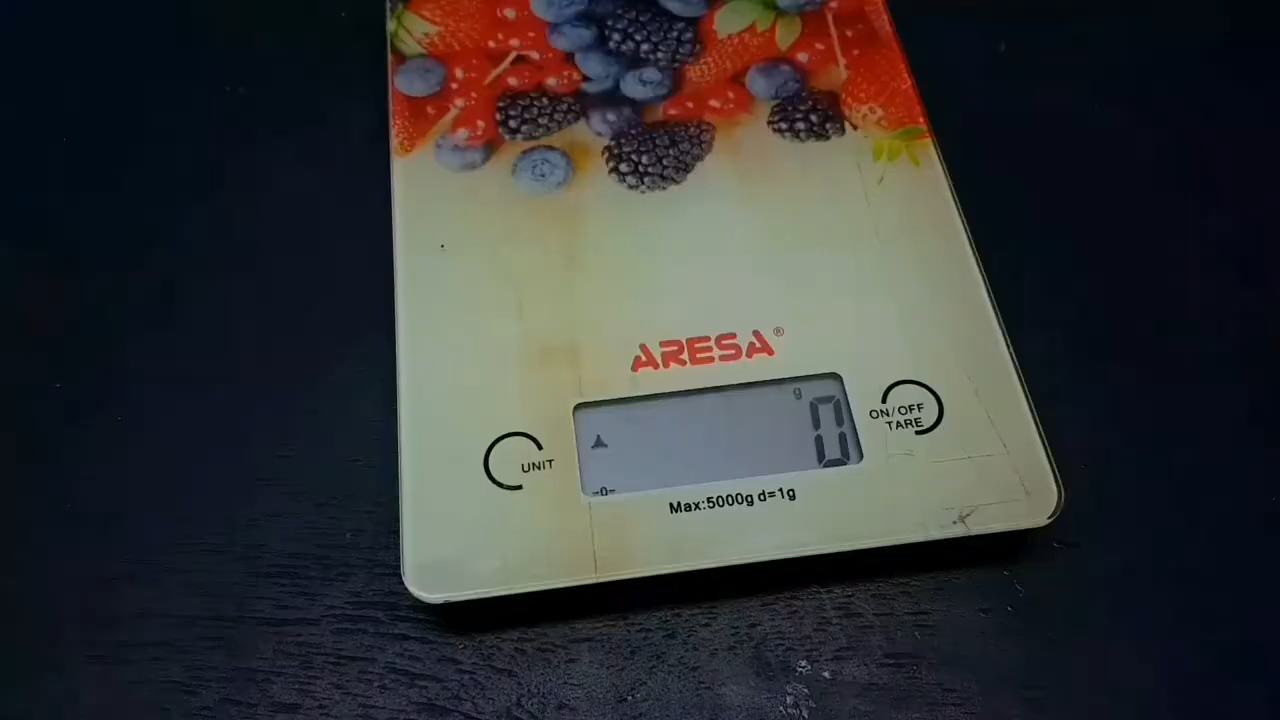 ARESA®
g
0
-0-
UNIT
ON/OFF
TARE
Max:5000g d=1g